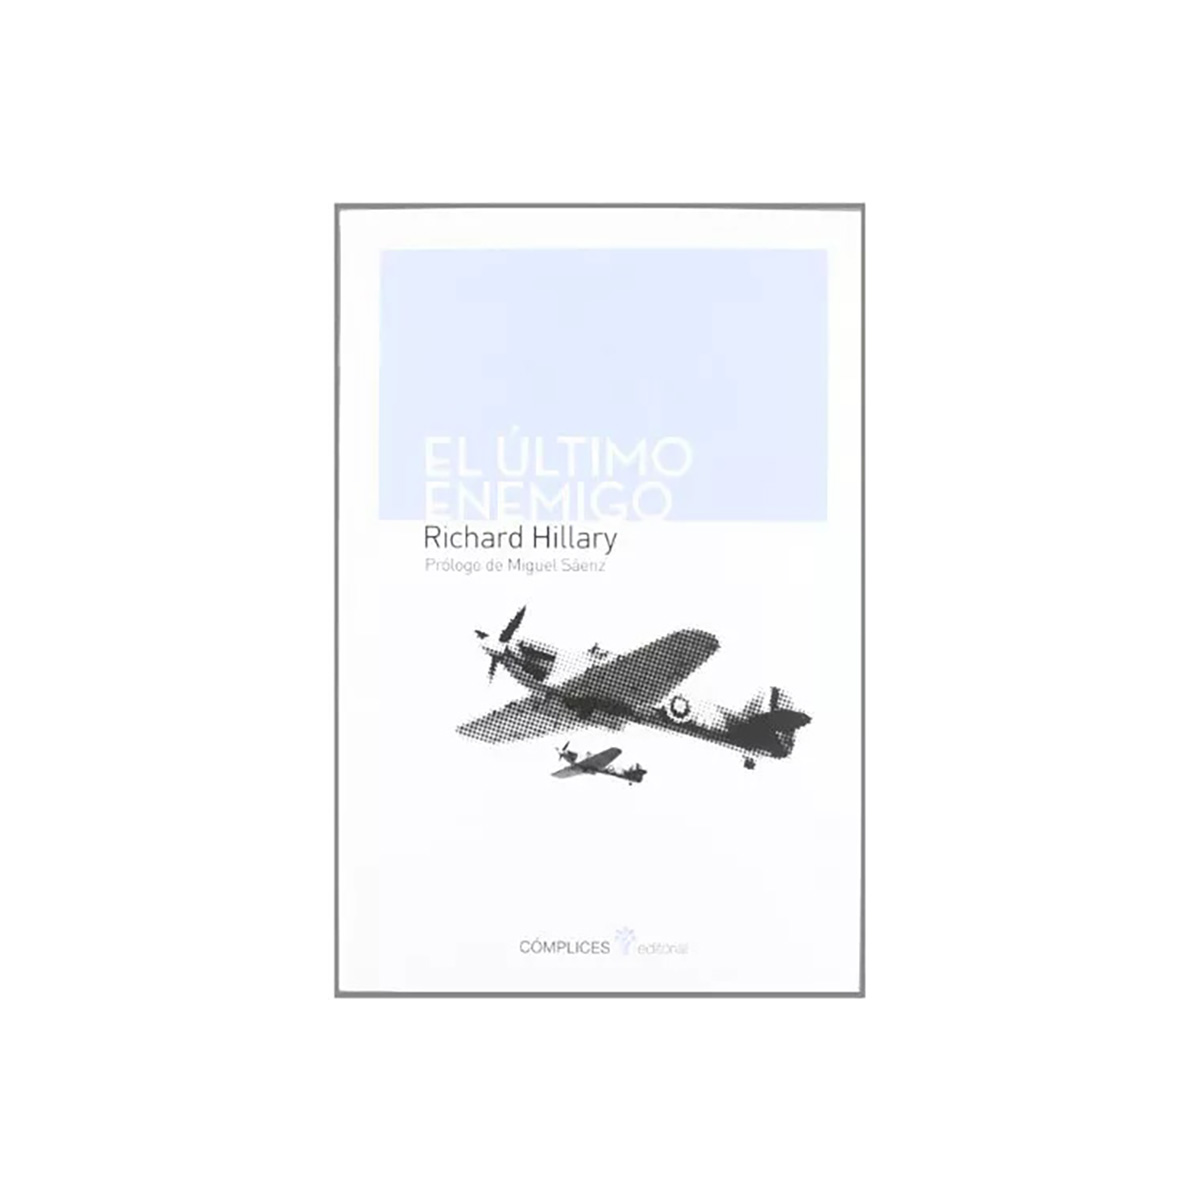 EL ÚLTIMO
ENEMIGO
Richard Hillary
Prólogo de Miguel Sáenz
CÓMPLICES editorial